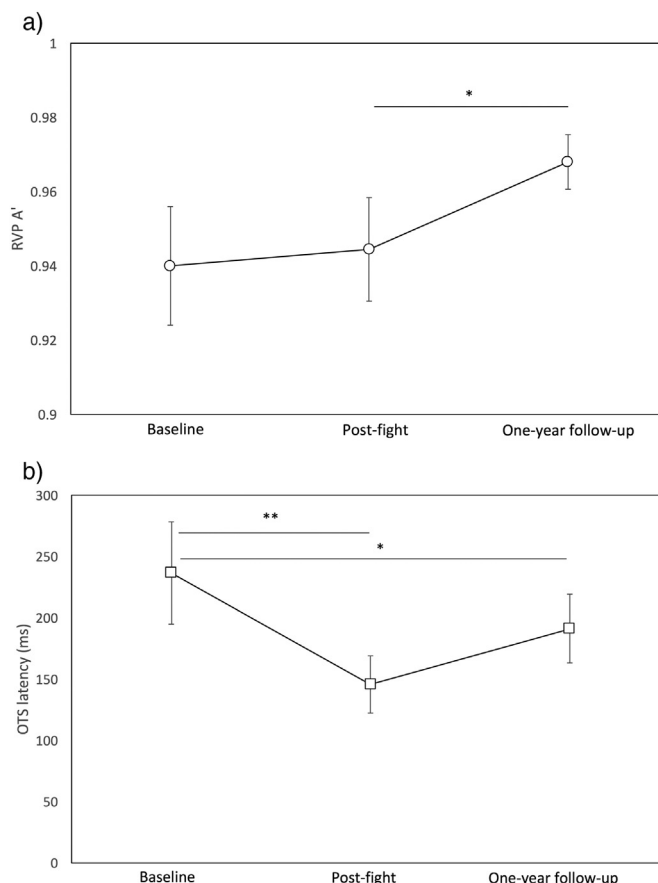 a)
1
0.98
0.96
0.94
0.92
0.9
RVP A'
*
Baseline Post-fight One-year follow-up
b)
300
250
200
150
100
50
0
OTS latency (ms)
**
*
Baseline Post-fight One-year follow-up